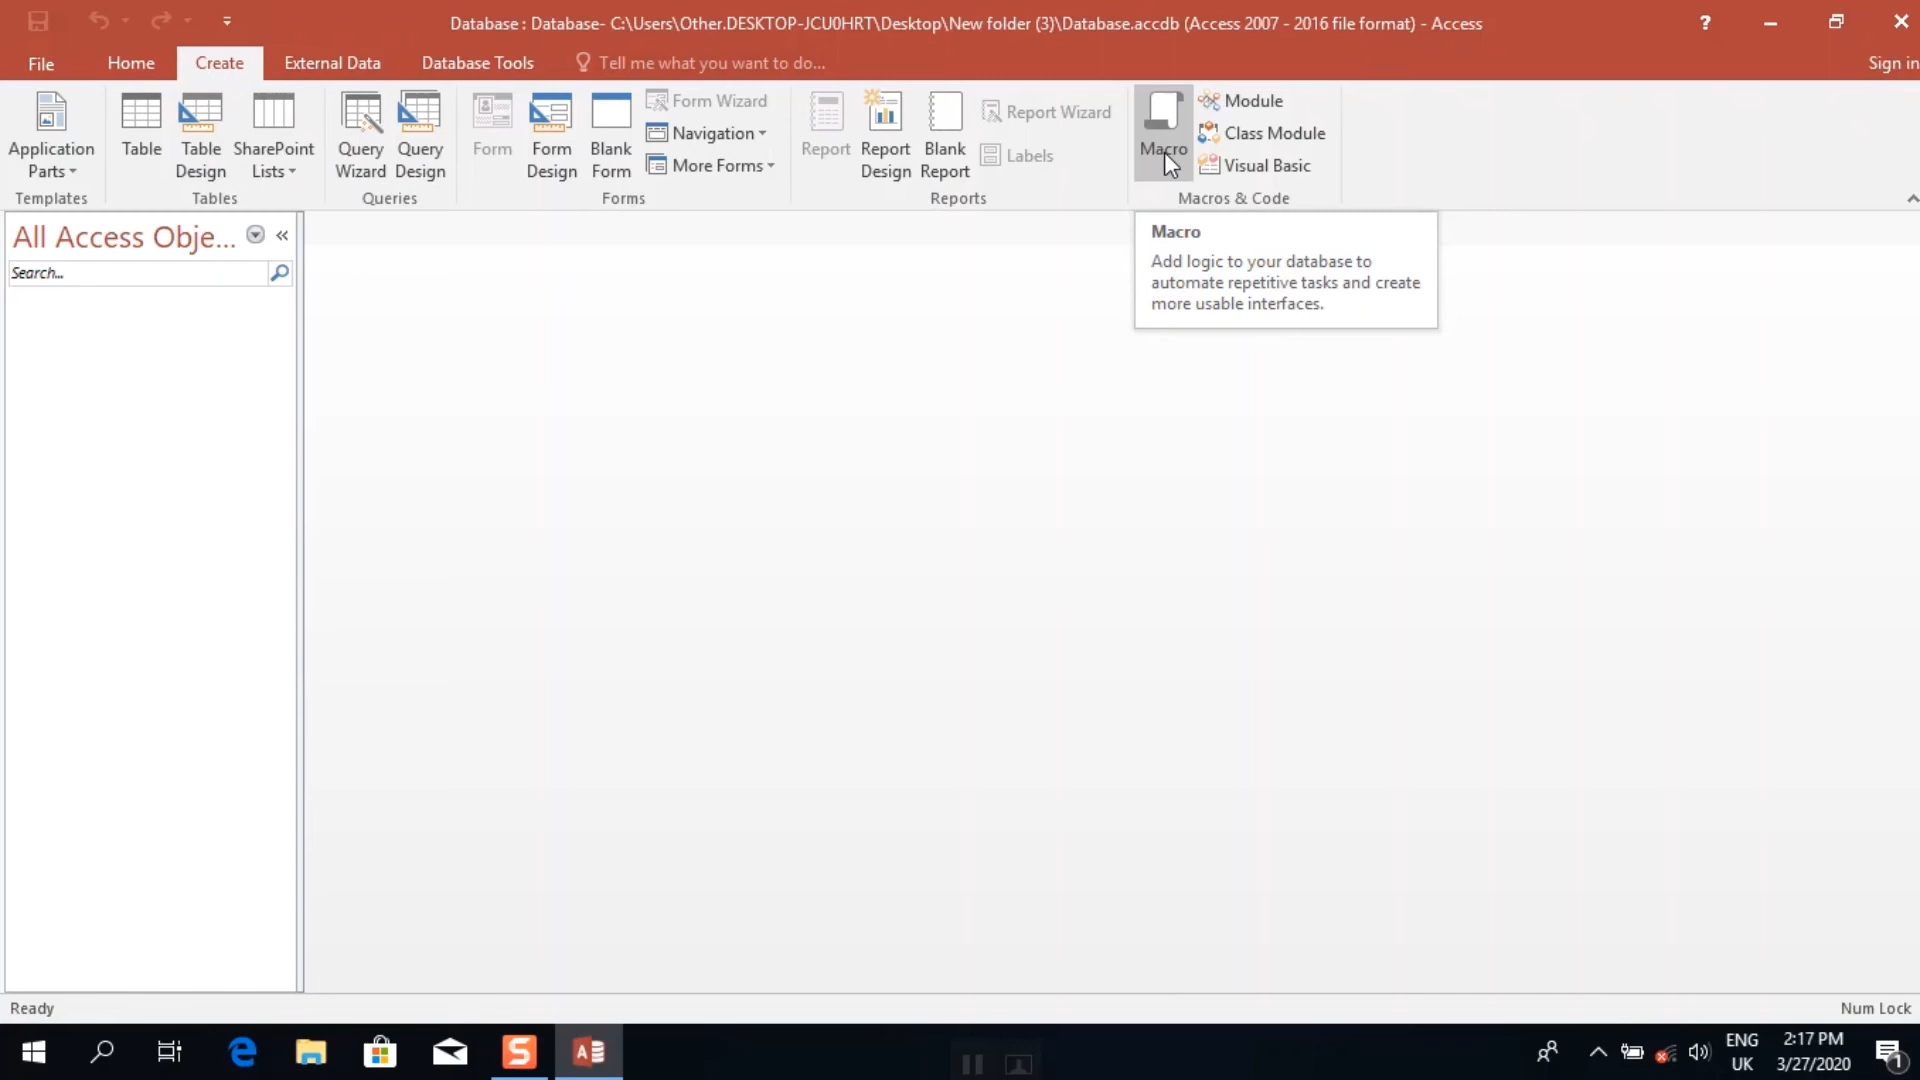 Database : Database- C:\Users\Other.DESKTOP-JCU0HRT\Desktop\New folder (3)\Database.accdb (Access 2007 - 2016 file format) - Access
?
File
Home
Create
External Data
Database Tools
Tell me what you want to do...
Sign in
Application
Parts
Templates
Table
Table
Design
SharePoint
Lists
Tables
Query
Wizard
Query
Design
Queries
Form
Form
Design
Blank
Form
Form Wizard
Navigation
More Forms
Forms
Report
Report
Design
Blank
Report
Report Wizard
Labels
Reports
Macro
Module
Class Module
Visual Basic
Macros & Code
All Access Obje...
«
Search...
Macro
Add logic to your database to
automate repetitive tasks and create
more usable interfaces.
Ready
Num Lock
S
A
ENG
UK
2:17 PM
3/27/2020
1